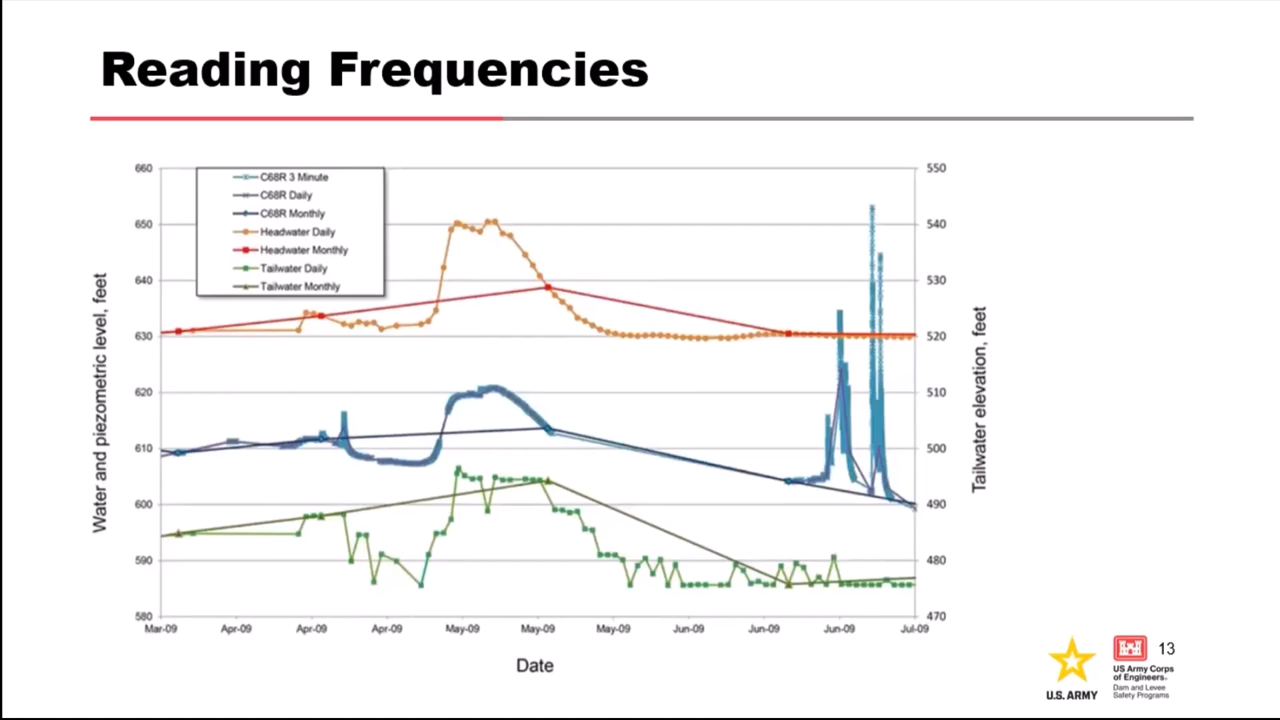 Reading Frequencies
660
650
640
630
620
610
600
590
580
Water and piezometric level, feet
C68R 3 Minute
C68R Daily
C68R Monthly
Headwater Daily
Headwater Monthly
Tailwater Daily
Tailwater Monthly
550
540
530
520
510
500
490
480
470
Tailwater elevation, feet
Mar-09 Apr-09 Apr-09 Apr-09 May-09 May-09 May-09 Jun-09 Jun-09 Jun-09 Jul-09
Date
U.S. ARMY
US Army Corps
of Engineers.
Dam and Levee
Safety Programs
13